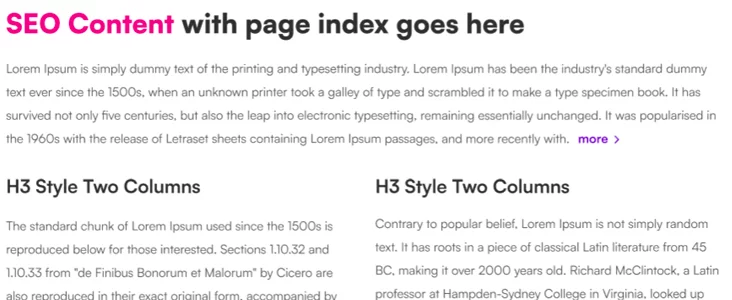 SEO Content with page index goes here
Lorem Ipsum is simply dummy text of the printing and typesetting industry. Lorem Ipsum has been the industry's standard dummy
text ever since the 1500s, when an unknown printer took a galley of type and scrambled it to make a type specimen book. It has
survived not only five centuries, but also the leap into electronic typesetting, remaining essentially unchanged. It was popularised in
the 1960s with the release of Letraset sheets containing Lorem Ipsum passages, and more recently with. more >
H3 Style Two Columns
The standard chunk of Lorem Ipsum used since the 1500s is
reproduced below for those interested. Sections 1.10.32 and
1.10.33 from "de Finibus Bonorum et Malorum" by Cicero are
also reproduced in their exact original form, accompanied by
H3 Style Two Columns
Contrary to popular belief, Lorem Ipsum is not simply random
text. It has roots in a piece of classical Latin literature from 45
BC, making it over 2000 years old. Richard McClintock, a Latin
professor at Hampden-Sydney College in Virginia, looked up